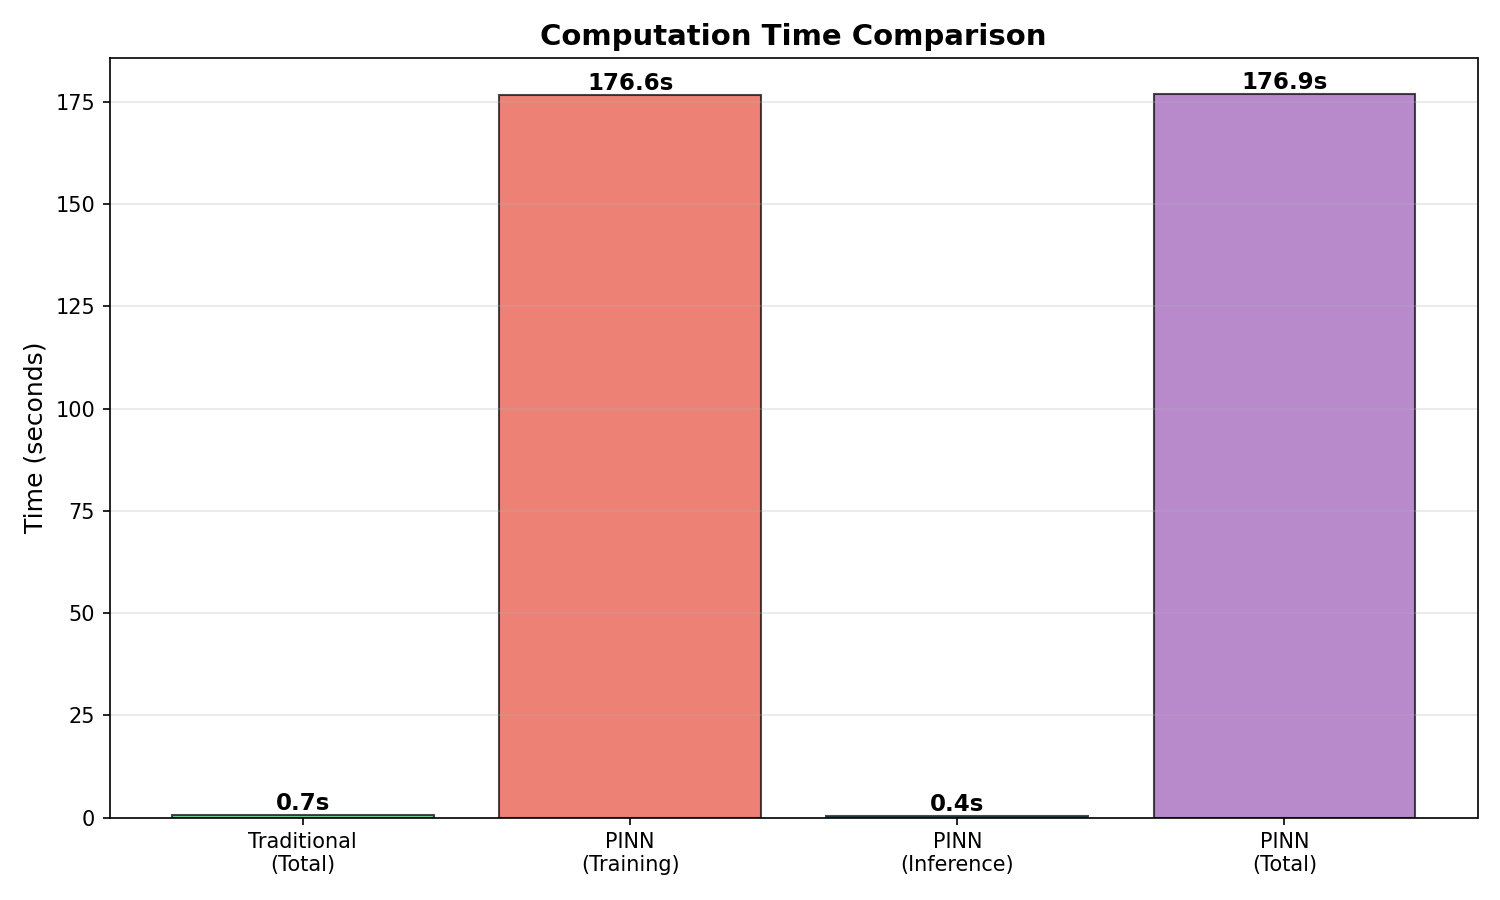 Computation Time Comparison
Time (seconds)
175
150
125
100
75
50
25
0
0.7s
176.6s
0.4s
176.9s
Traditional
(Total)
PINN
(Training)
PINN
(Inference)
PINN
(Total)